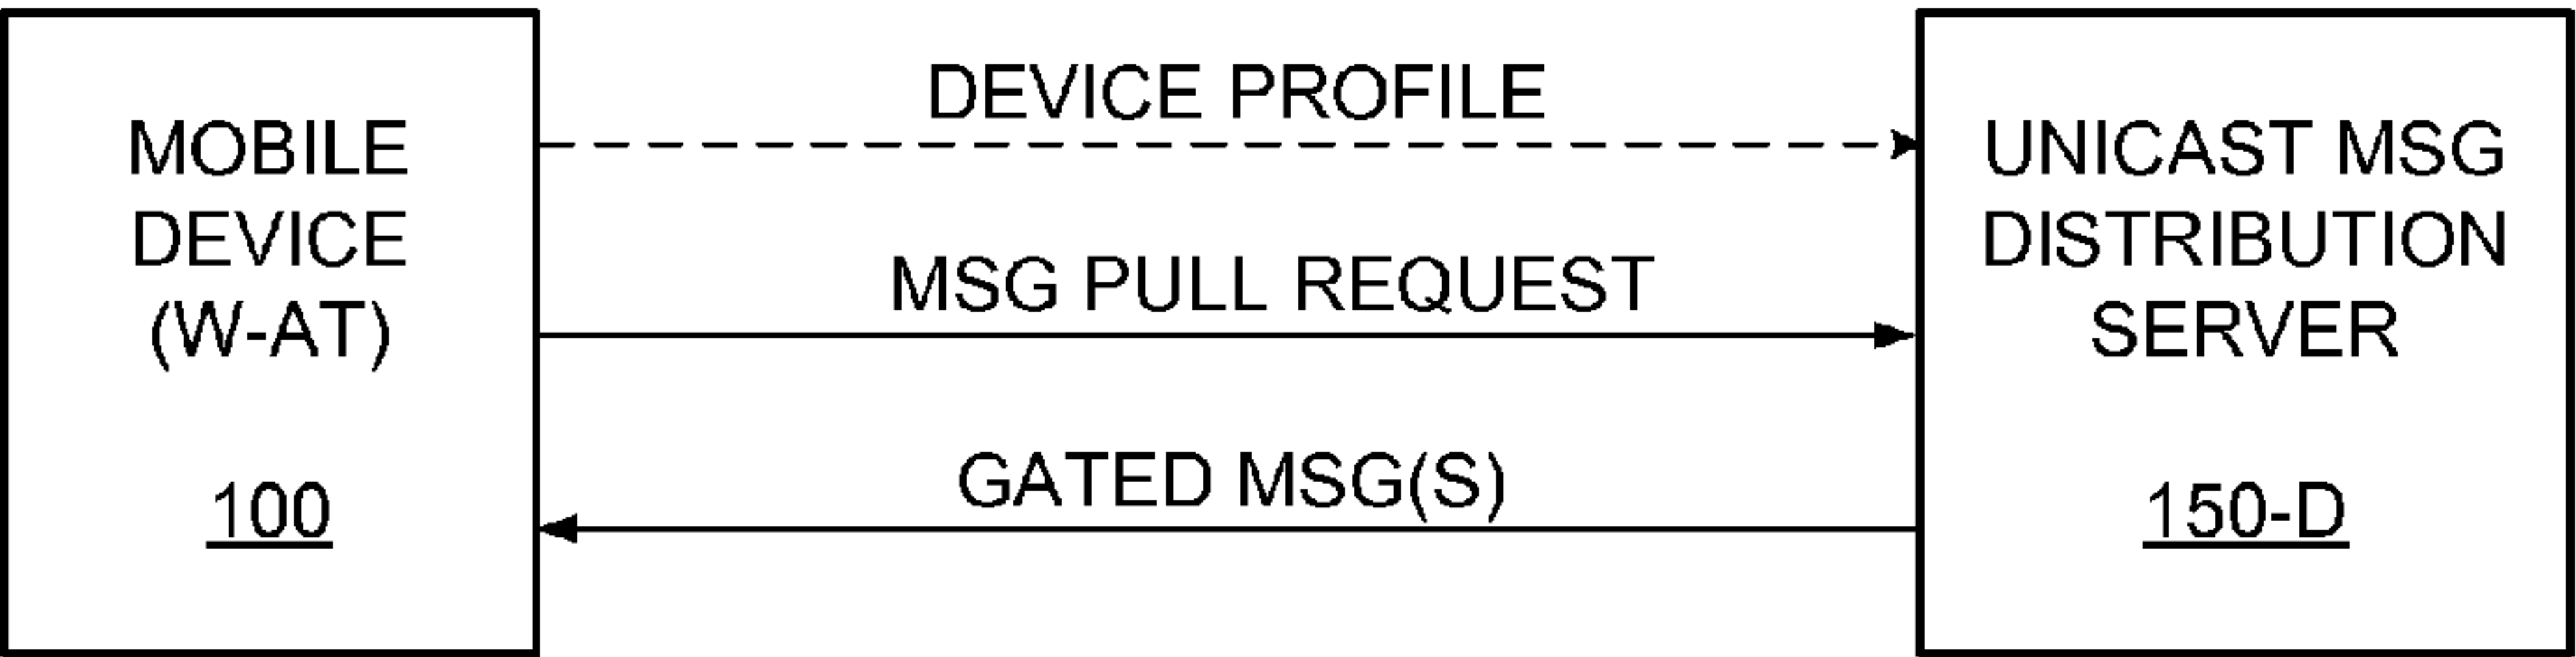 MOBILE
DEVICE
(W-AT)
100
DEVICE PROFILE
MSG PULL REQUEST
GATED MSG(S)
UNICAST MSG
DISTRIBUTION
SERVER
150-D